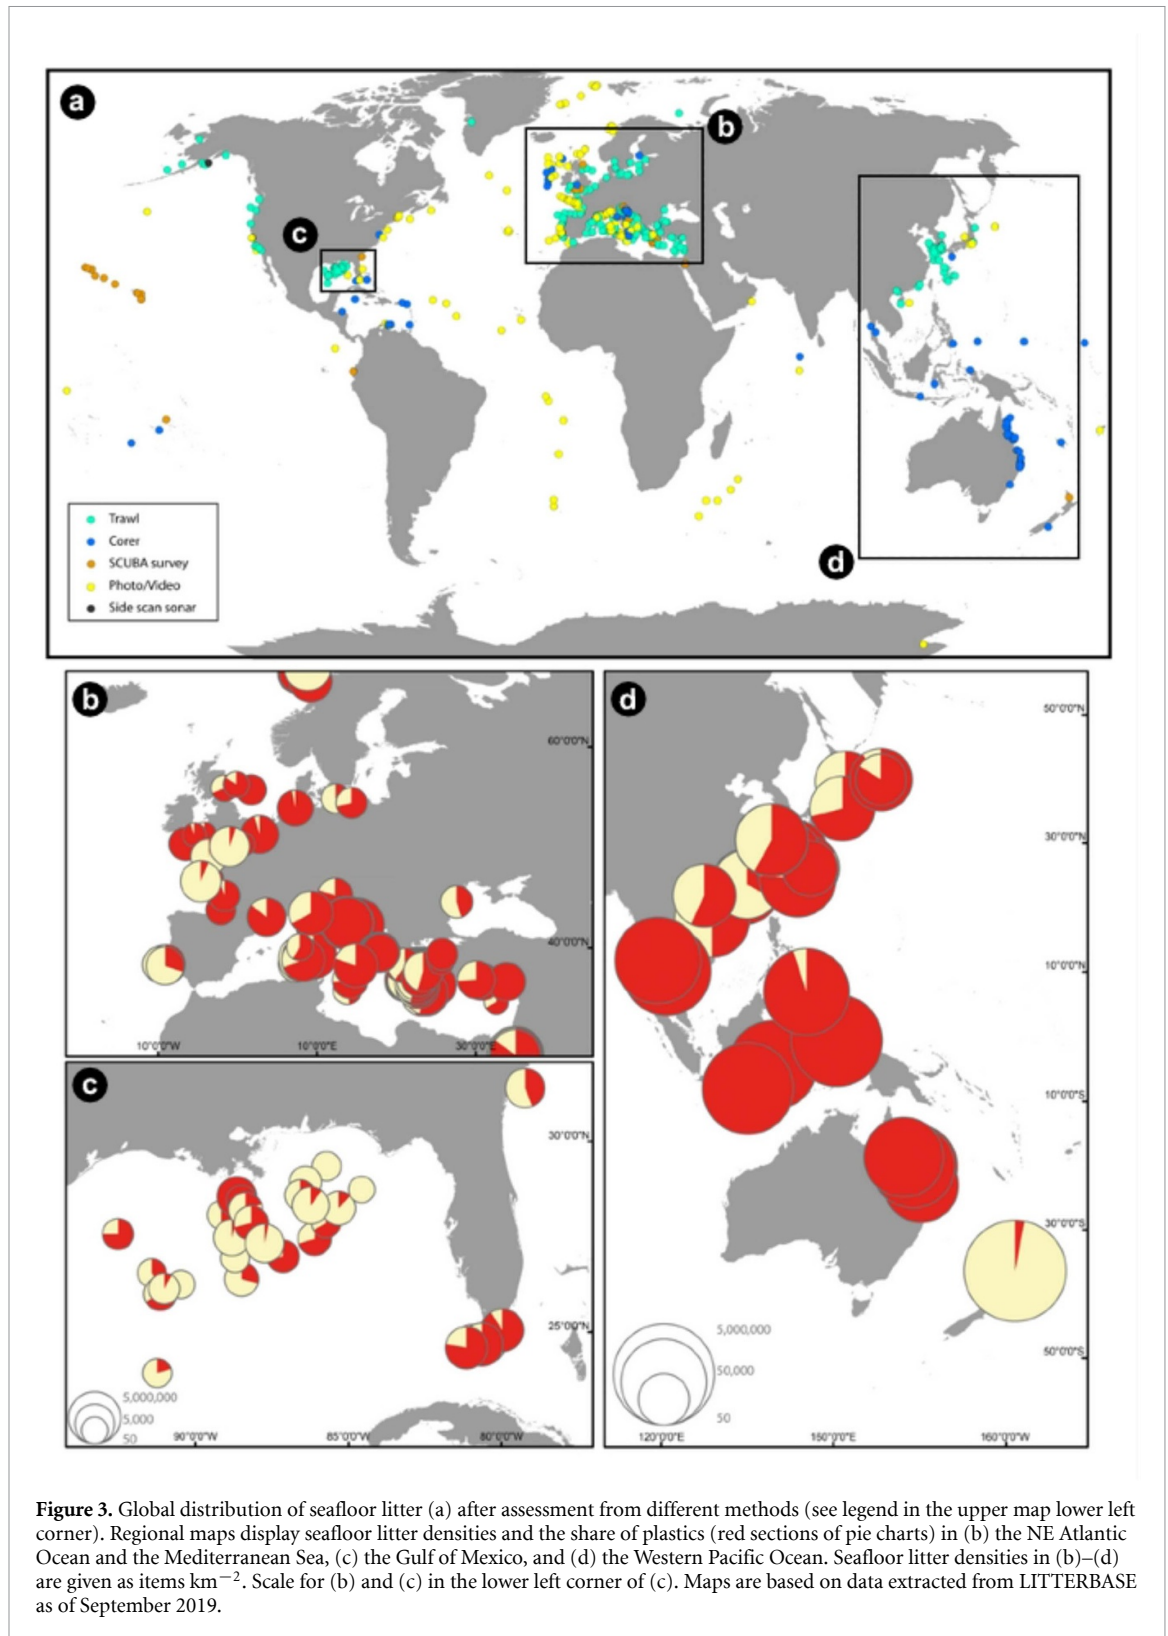 a
b
c
d
Trawl
Corer
SCUBA survey
Photo/Video
Side scan sonar
b
60°0'0"N
40°0'0"N
10°0'0"W
10°0'0"E
30°0'0"E
c
30°0'0"N
25°0'0"N
5,000,000
5,000
50
90°0'0"W
85°0'0"W
80°0'0"W
d
50°0'0"N
30°0'0"N
10°0'0"N
10°0'0"S
30°0'0"S
50°0'0"S
5,000,000
50,000
50
120°0'0"E
150°0'0"E
160°0'0"W
Figure 3. Global distribution of seafloor litter (a) after assessment from different methods (see legend in the upper map lower left
corner). Regional maps display seafloor litter densities and the share of plastics (red sections of pie charts) in (b) the NE Atlantic
Ocean and the Mediterranean Sea, (c) the Gulf of Mexico, and (d) the Western Pacific Ocean. Seafloor litter densities in (b)–(d)
are given as items km−2. Scale for (b) and (c) in the lower left corner of (c). Maps are based on data extracted from LITTERBASE
as of September 2019.